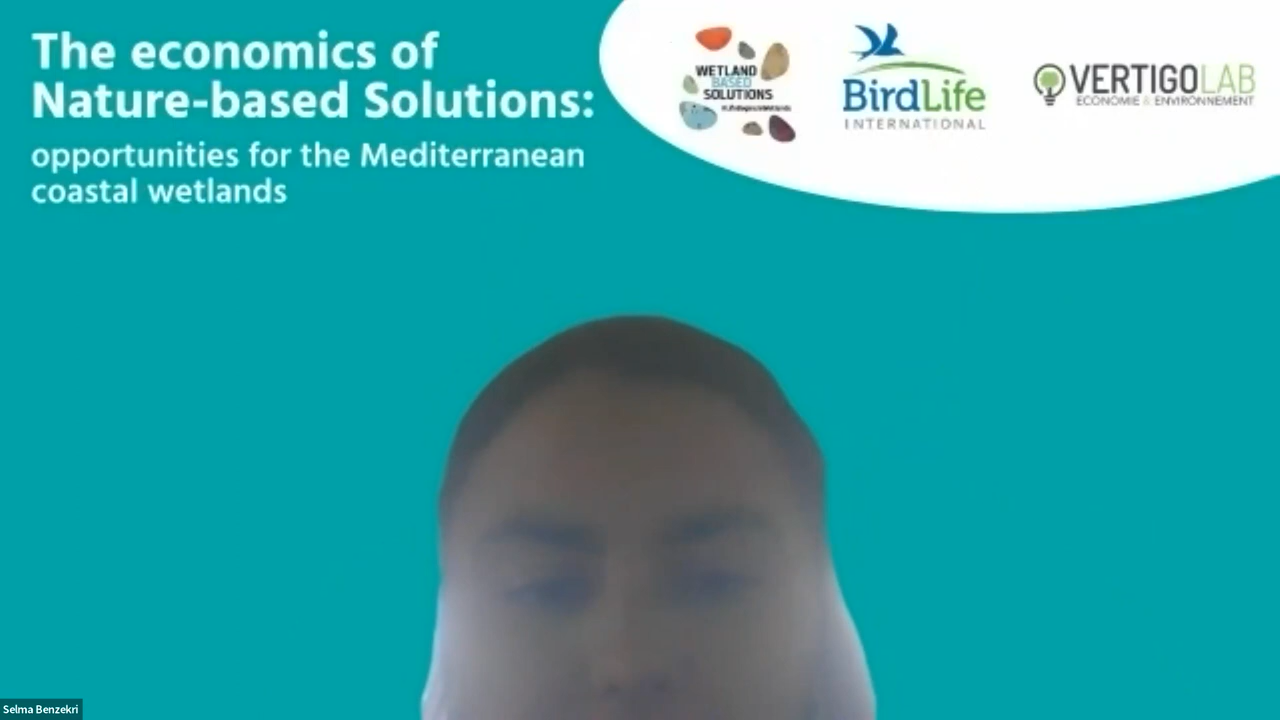 The economics of
Nature-based Solutions:
opportunities for the Mediterranean
coastal wetlands
WETLAND
BASED
SOLUTIONS
BirdLife
INTERNATIONAL
VERTIGOLAB
ECONOMIE & ENVIRONNEMENT
Selma Benzekri